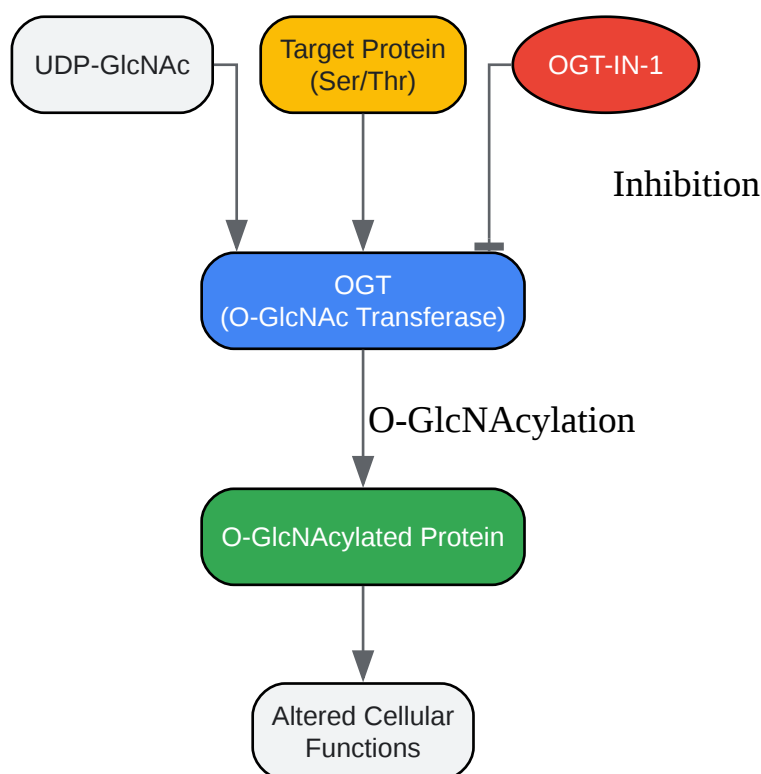 UDP-GlcNAc
Target Protein
(Ser/Thr)
OGT-IN-1
Inhibition
OGT
(O-GlcNAc Transferase)
O-GlcNAcylation
O-GlcNAcylated Protein
Altered Cellular
Functions